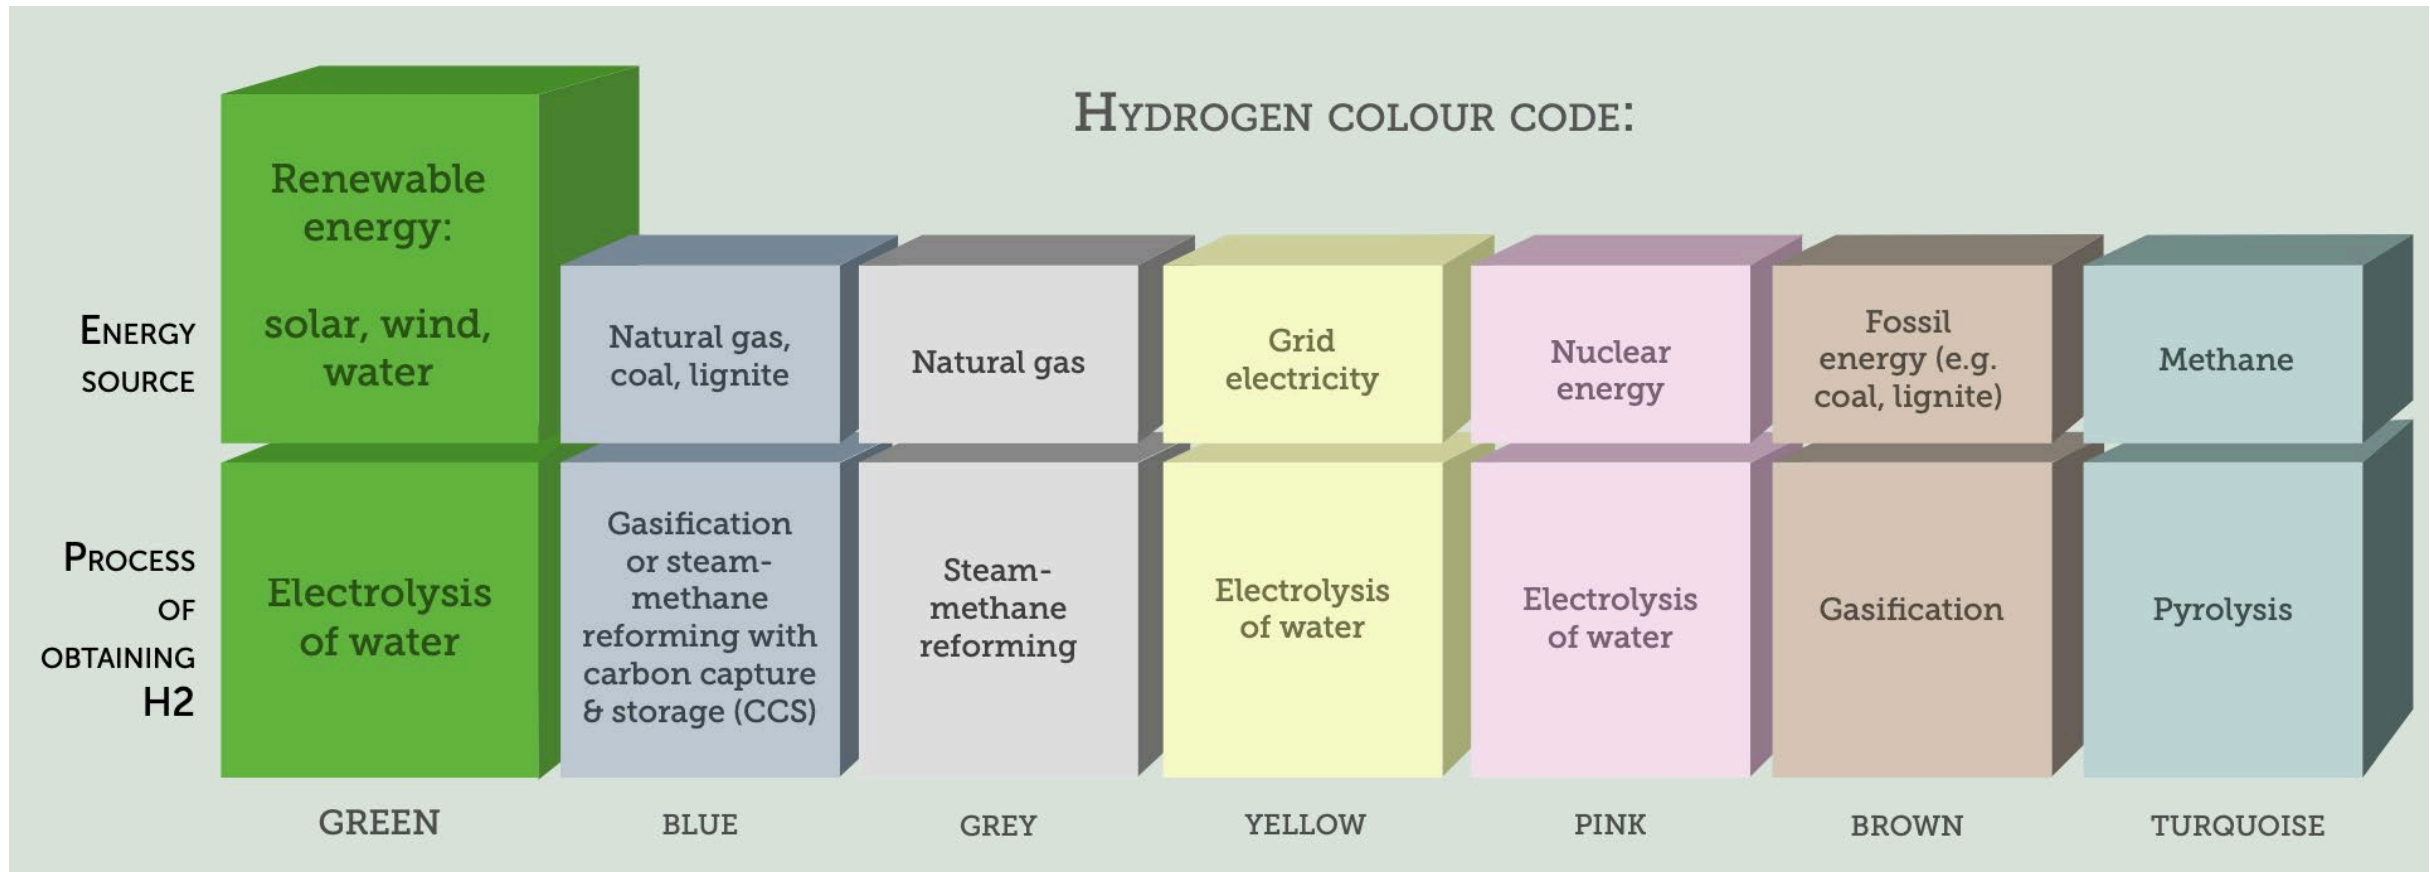 HYDROGEN COLOUR CODE:
ENERGY
SOURCE
Renewable
energy:
solar, wind,
water
Natural gas,
coal, lignite
Natural gas
Grid
electricity
Nuclear
energy
Fossil
energy (e.g.
coal, lignite)
Methane
PROCESS
OF
OBTAINING
H2
Electrolysis
of water
Gasification
or steam-
methane
reforming with
carbon capture
& storage (CCS)
Steam-
methane
reforming
Electrolysis
of water
Electrolysis
of water
Gasification
Pyrolysis
GREEN
BLUE
GREY
YELLOW
PINK
BROWN
TURQUOISE